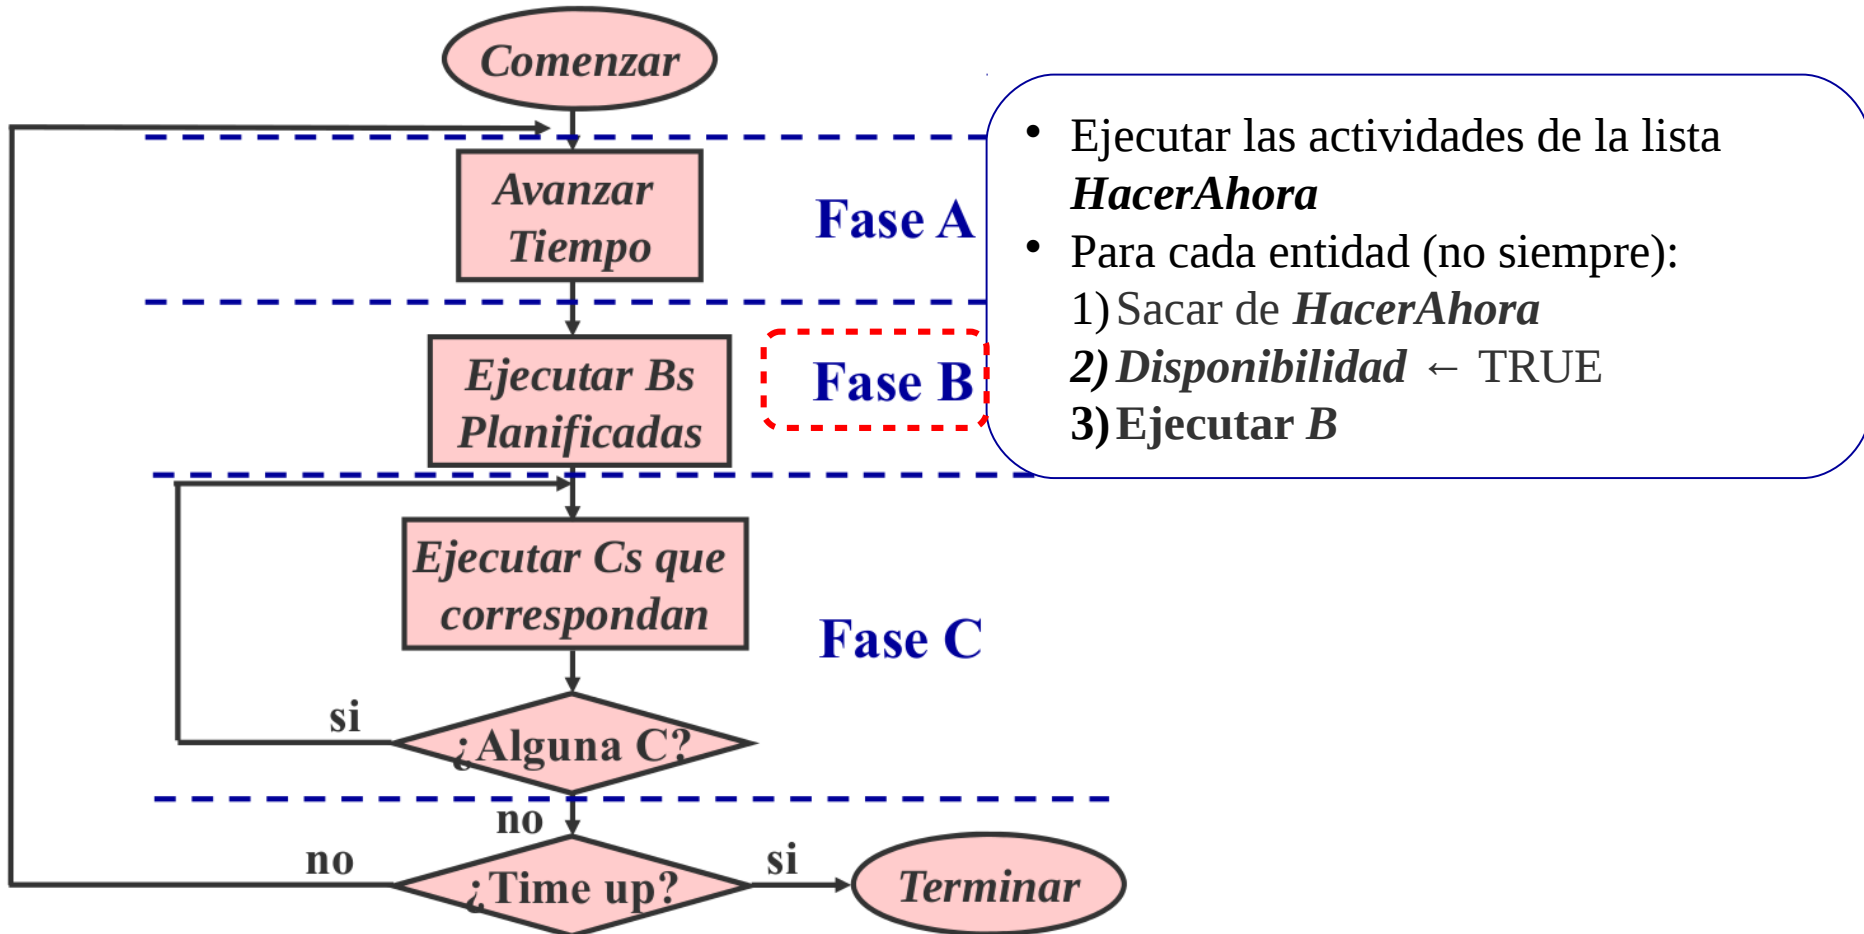 Comenzar
Avanzar
Tiempo
Fase A
Ejecutar Bs
Planificadas
Fase B
• Ejecutar las actividades de la lista
HacerAhora
• Para cada entidad (no siempre):
1) Sacar de HacerAhora
2) Disponibilidad ← TRUE
3) Ejecutar B
Ejecutar Cs que
correspondan
Fase C
si
¿Alguna C?
no
no
¿Time up?
si
Terminar